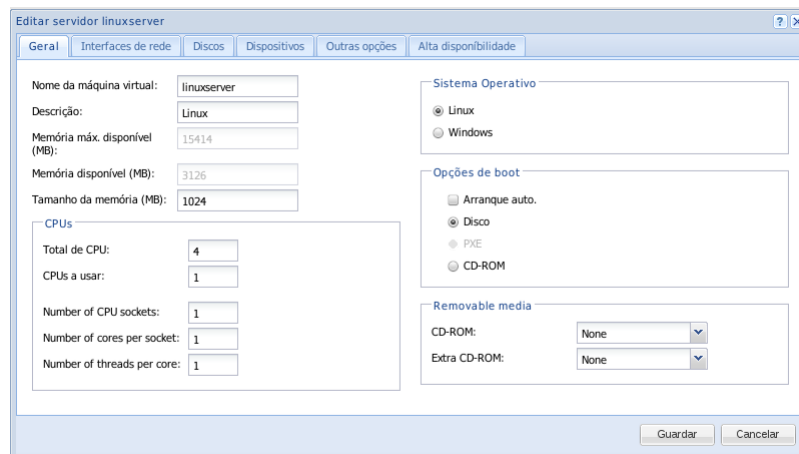 Editar servidor linuxserver
Geral Interfaces de rede Discos Dispositivos Outras opções Alta disponíbilidade
Nome da máquina virtual: linuxserver
Descrição: Linux
Memória máx. disponível
(MB): 15414
Memória disponível (MB): 3126
Tamanho da memória (MB): 1024
CPUs
Total de CPU: 4
CPUs a usar: 1
Number of CPU sockets: 1
Number of cores per socket: 1
Number of threads per core: 1
Sistema Operativo
Linux
Windows
Opções de boot
Arranque auto.
Disco
PXE
CD-ROM
Removable media
CD-ROM: None
Extra CD-ROM: None
Guardar Cancelar